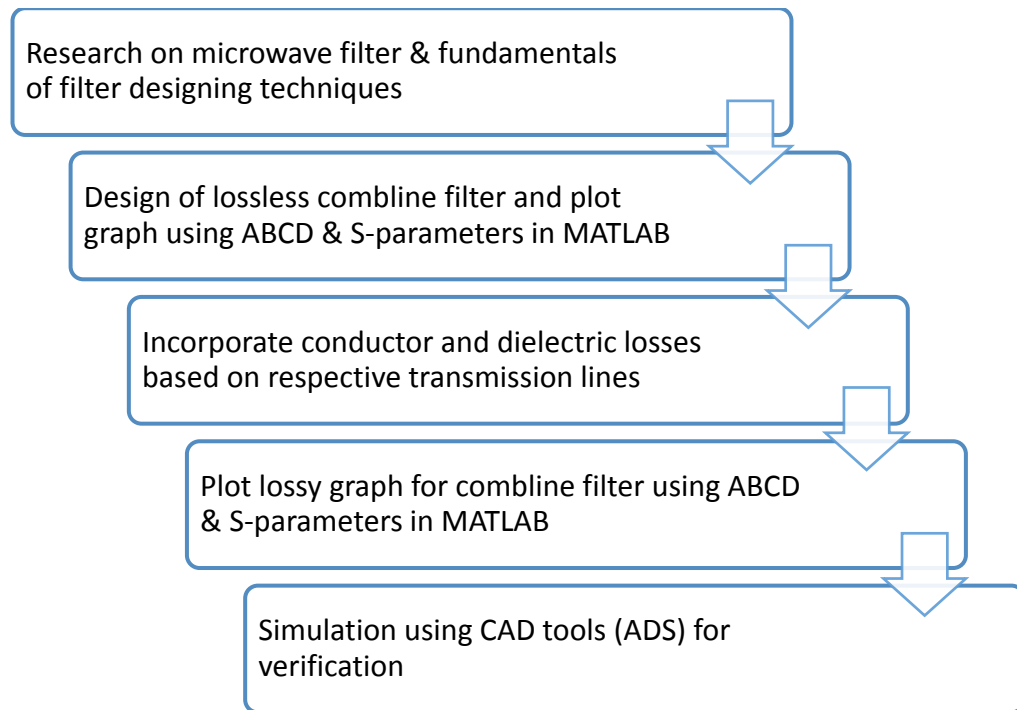 Research on microwave filter & fundamentals
of filter designing techniques
Design of lossless combline filter and plot
graph using ABCD & S-parameters in MATLAB
Incorporate conductor and dielectric losses
based on respective transmission lines
Plot lossy graph for combline filter using ABCD
& S-parameters in MATLAB
Simulation using CAD tools (ADS) for
verification